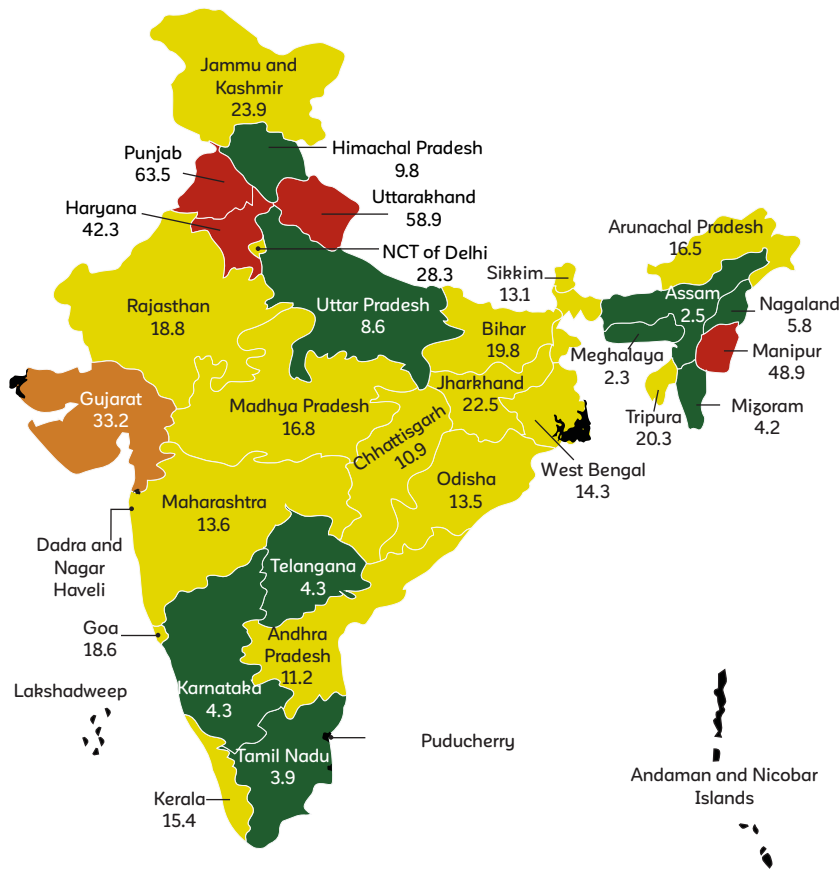 Jammu and
Kashmir
23.9
Himachal Pradesh
9.8
Punjab
63.5
Uttarakhand
58.9
Haryana
42.3
NCT of Delhi
28.3
Arunachal Pradesh
16.5
Sikkim
13.1
Assam
2.5
Nagaland
5.8
Rajasthan
18.8
Uttar Pradesh
8.6
Bihar
19.8
Meghalaya
2.3
Manipur
48.9
Gujarat
33.2
Madhya Pradesh
16.8
Jharkhand
22.5
Tripura
20.3
Mizoram
4.2
Chhattisgarh
10.9
West Bengal
14.3
Odisha
13.5
Maharashtra
13.6
Dadra and
Nagar
Haveli
Telangana
4.3
Goa
18.6
Andhra
Pradesh
11.2
Lakshadweep
Karnataka
4.3
Puducherry
Tamil Nadu
3.9
Andaman and Nicobar
Islands
Kerala
15.4